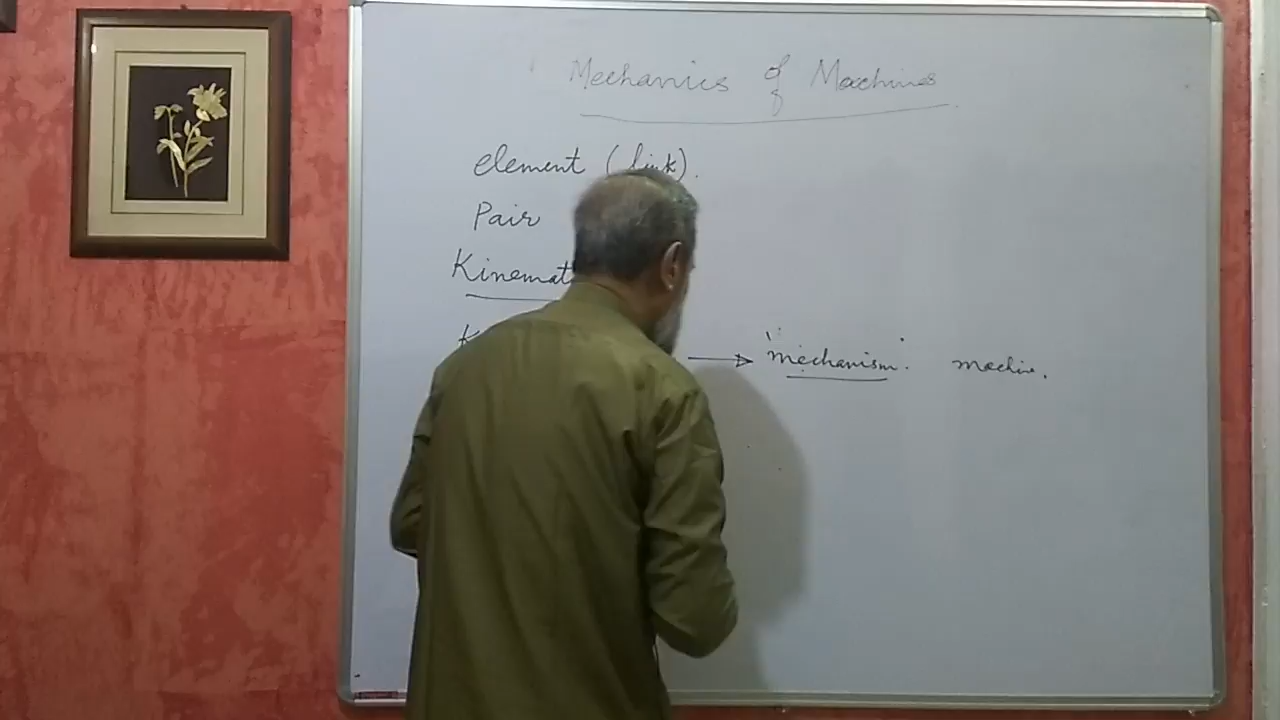 Mechanics of Machines
element (link).
Pair
Kinemat
K → "mechanism". machine.